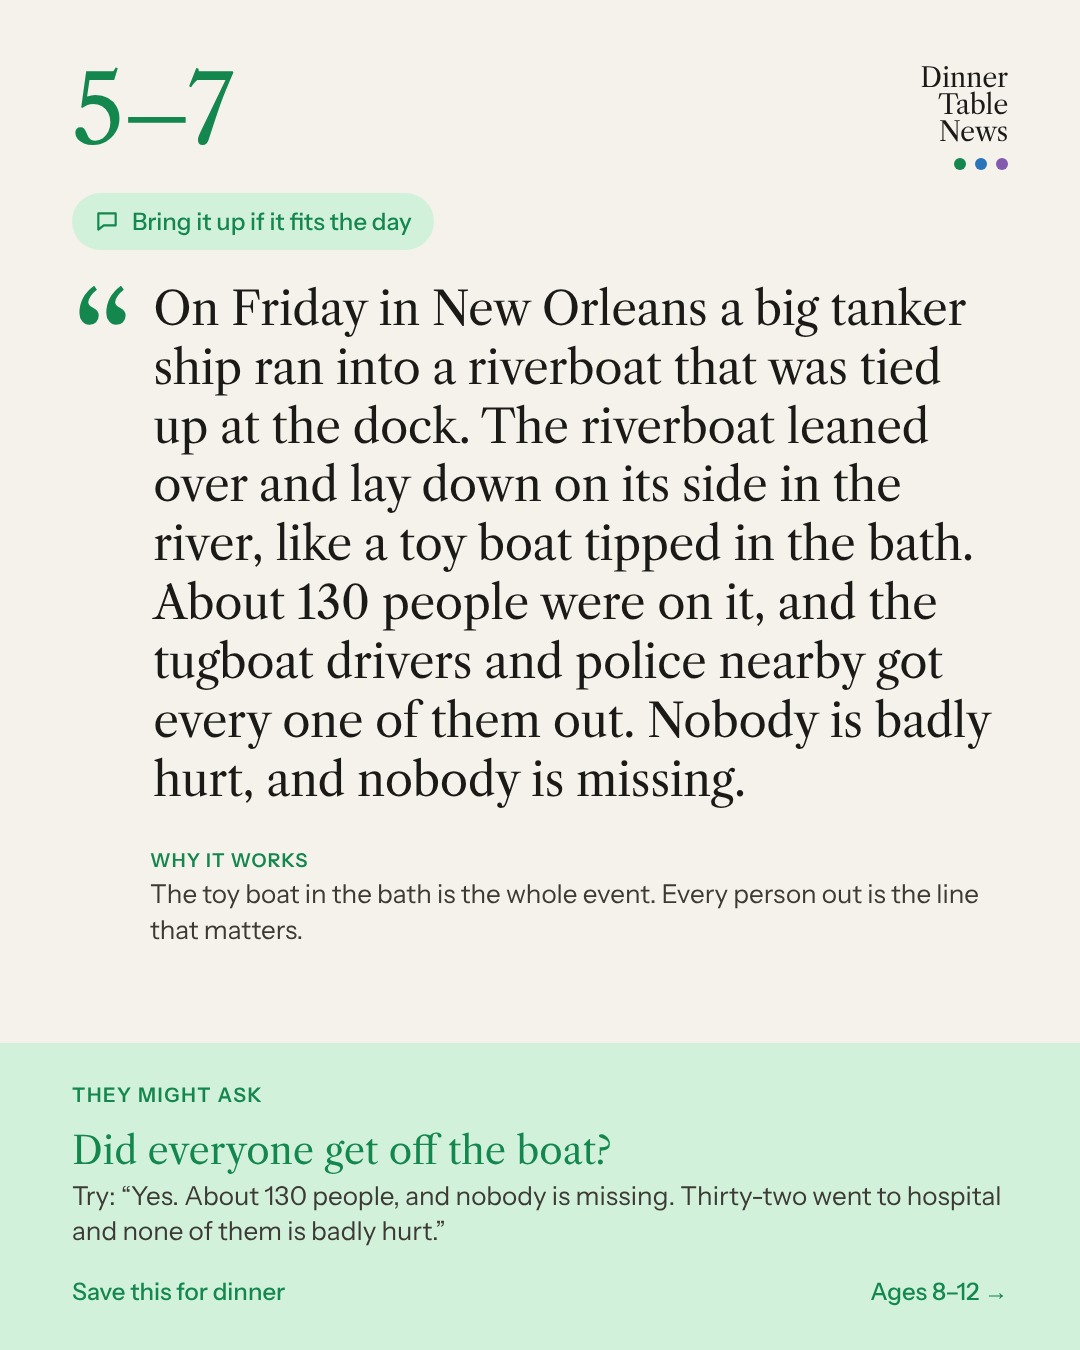 5–7
Dinner
Table
News
Bring it up if it fits the day
“ On Friday in New Orleans a big tanker
ship ran into a riverboat that was tied
up at the dock. The riverboat leaned
over and lay down on its side in the
river, like a toy boat tipped in the bath.
About 130 people were on it, and the
tugboat drivers and police nearby got
every one of them out. Nobody is badly
hurt, and nobody is missing.
WHY IT WORKS
The toy boat in the bath is the whole event. Every person out is the line
that matters.
THEY MIGHT ASK
Did everyone get off the boat?
Try: “Yes. About 130 people, and nobody is missing. Thirty-two went to hospital
and none of them is badly hurt.”
Save this for dinner
Ages 8–12 →